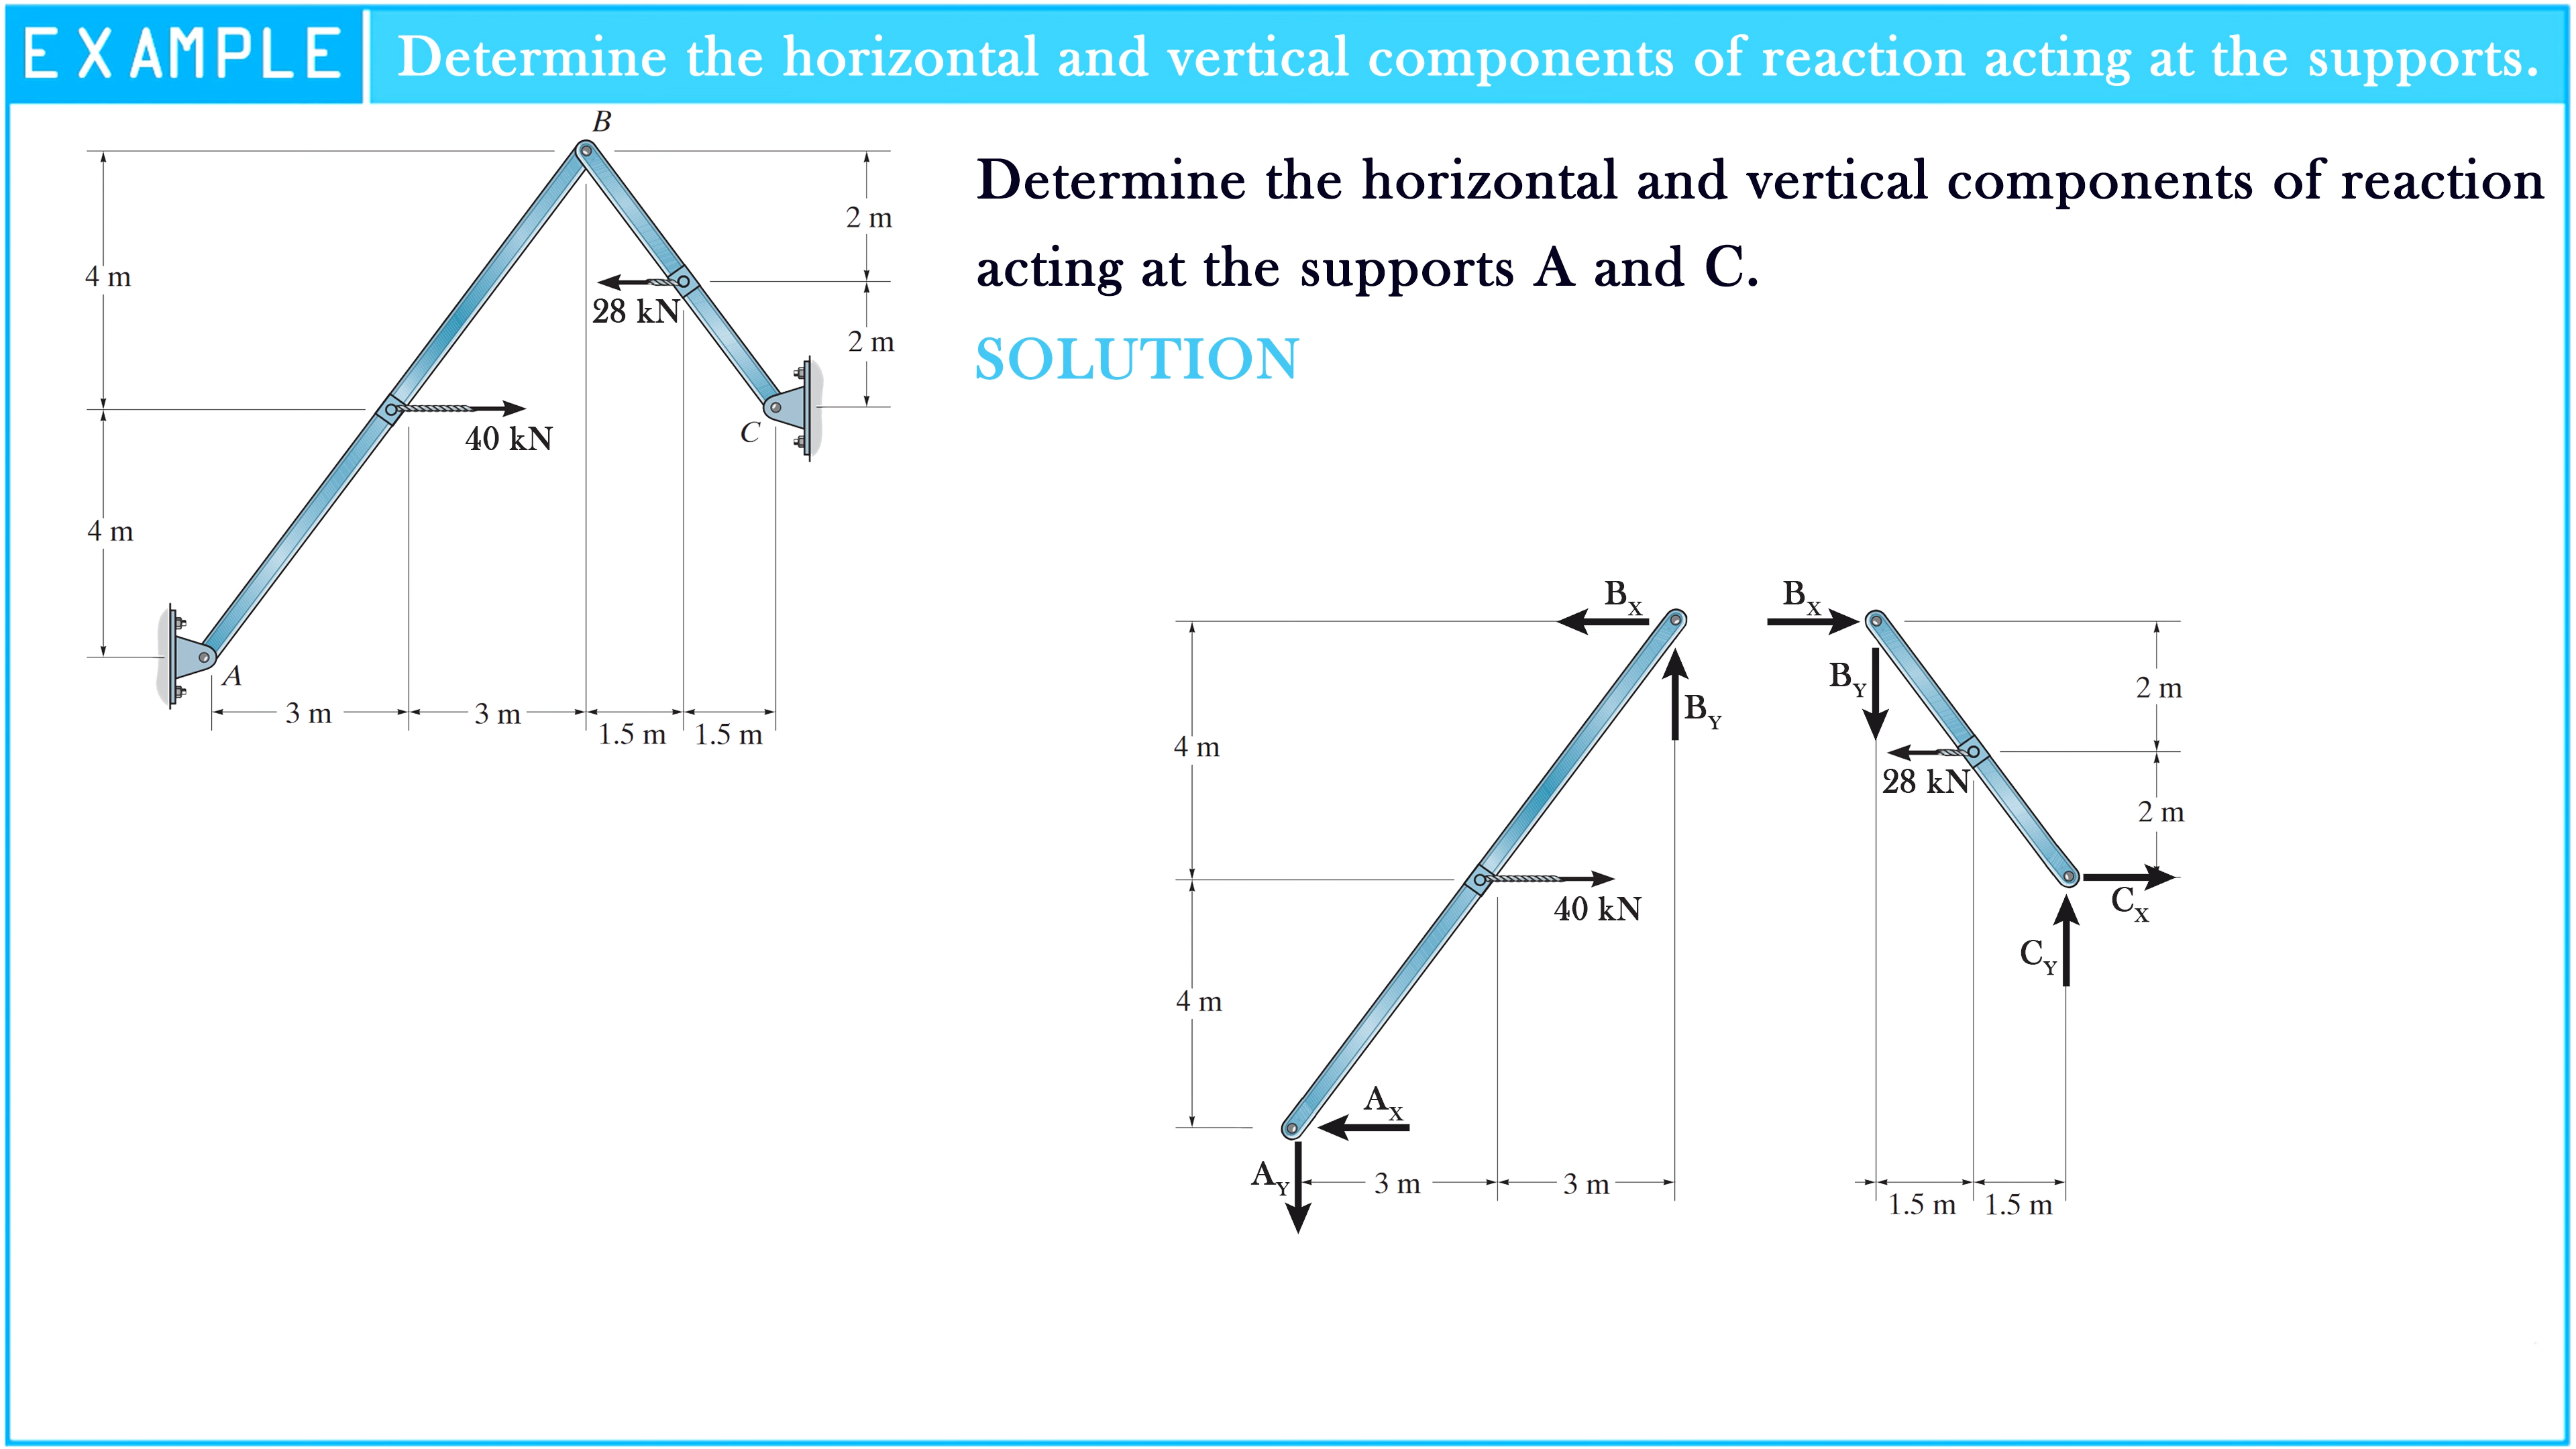 EXAMPLE
Determine the horizontal and vertical components of reaction acting at the supports.
Determine the horizontal and vertical components of reaction
acting at the supports A and C.
SOLUTION
B
2 m
4 m
28 kN
2 m
40 kN
C
4 m
A
3 m
3 m
1.5 m
1.5 m
BX
BX
BY
BY
2 m
4 m
28 kN
2 m
40 kN
CX
CY
4 m
AX
AY
3 m
3 m
1.5 m
1.5 m